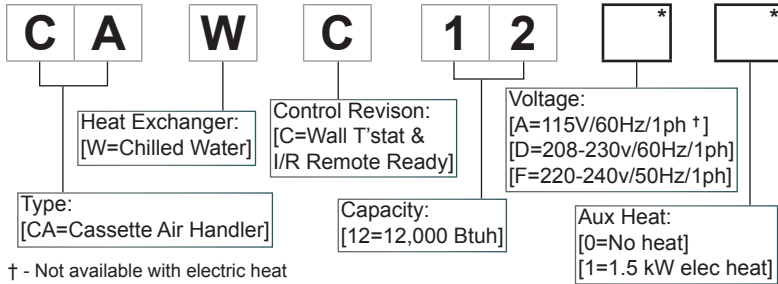 C A W C 1 2 * *
Heat Exchanger:
[W=Chilled Water]
Control Revison:
[C=Wall T'stat &
I/R Remote Ready]
Voltage:
[A=115V/60Hz/1ph †]
[D=208-230v/60Hz/1ph]
[F=220-240v/50Hz/1ph]
Type:
[CA=Cassette Air Handler]
Capacity:
[12=12,000 Btuh]
Aux Heat:
[0=No heat]
[1=1.5 kW elec heat]
† - Not available with electric heat